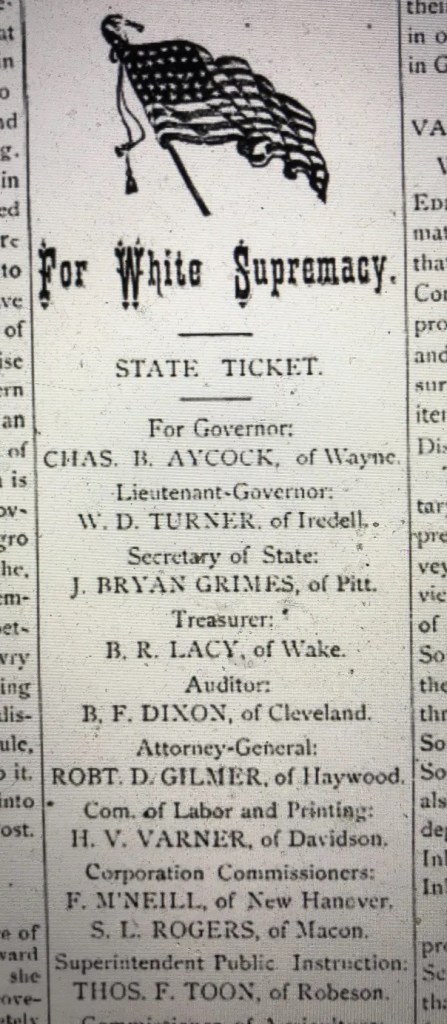 For White Supremacy.
STATE TICKET.
For Governor:
CHAS. B. AYCOCK, of Wayne.
Lieutenant-Governor:
W. D. TURNER, of Iredell.
Secretary of State:
J. BRYAN GRIMES, of Pitt.
Treasurer:
B. R. LACY, of Wake.
Auditor:
B. F. DIXON, of Cleveland.
Attorney-General:
ROBT. D. GILMER, of Haywood.
Com. of Labor and Printing:
H. V. VARNER, of Davidson.
Corporation Commissioners:
F. M'NEILL, of New Hanover.
S. L. ROGERS, of Macon.
Superintendent Public Instruction:
THOS. F. TOON, of Robeson.